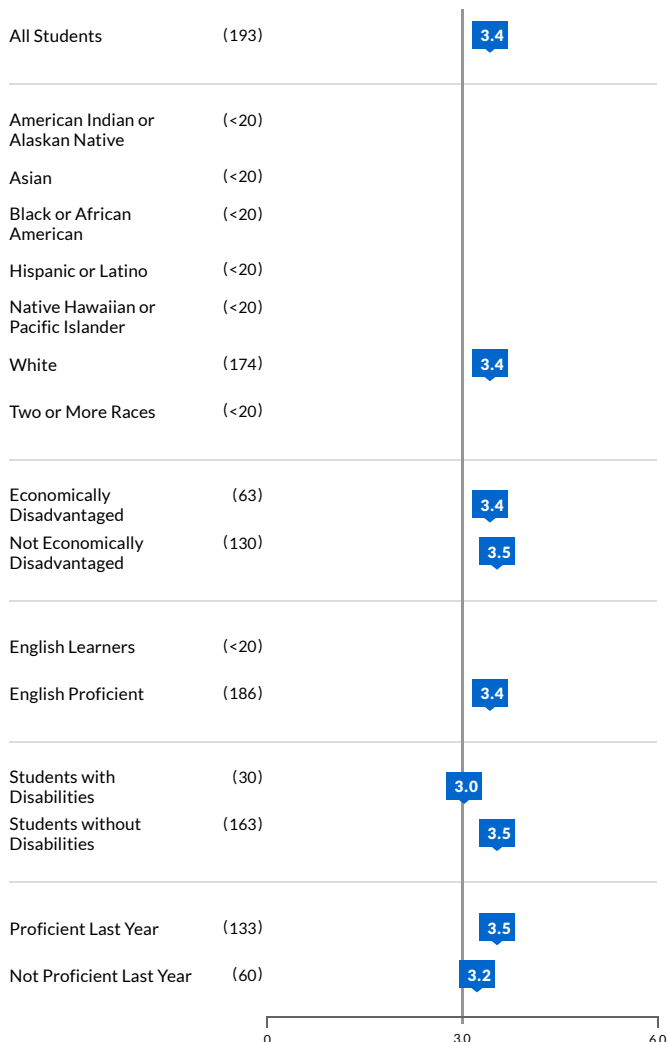 All Students (193) 3.4
American Indian or (<20)
Alaskan Native
Asian (<20)
Black or African (<20)
American
Hispanic or Latino (<20)
Native Hawaiian or (<20)
Pacific Islander
White (174) 3.4
Two or More Races (<20)
Economically (63) 3.4
Disadvantaged
Not Economically (130) 3.5
Disadvantaged
English Learners (<20)
English Proficient (186) 3.4
Students with (30) 3.0
Disabilities
Students without (163) 3.5
Disabilities
Proficient Last Year (133) 3.5
Not Proficient Last Year (60) 3.2
0 3.0 6.0